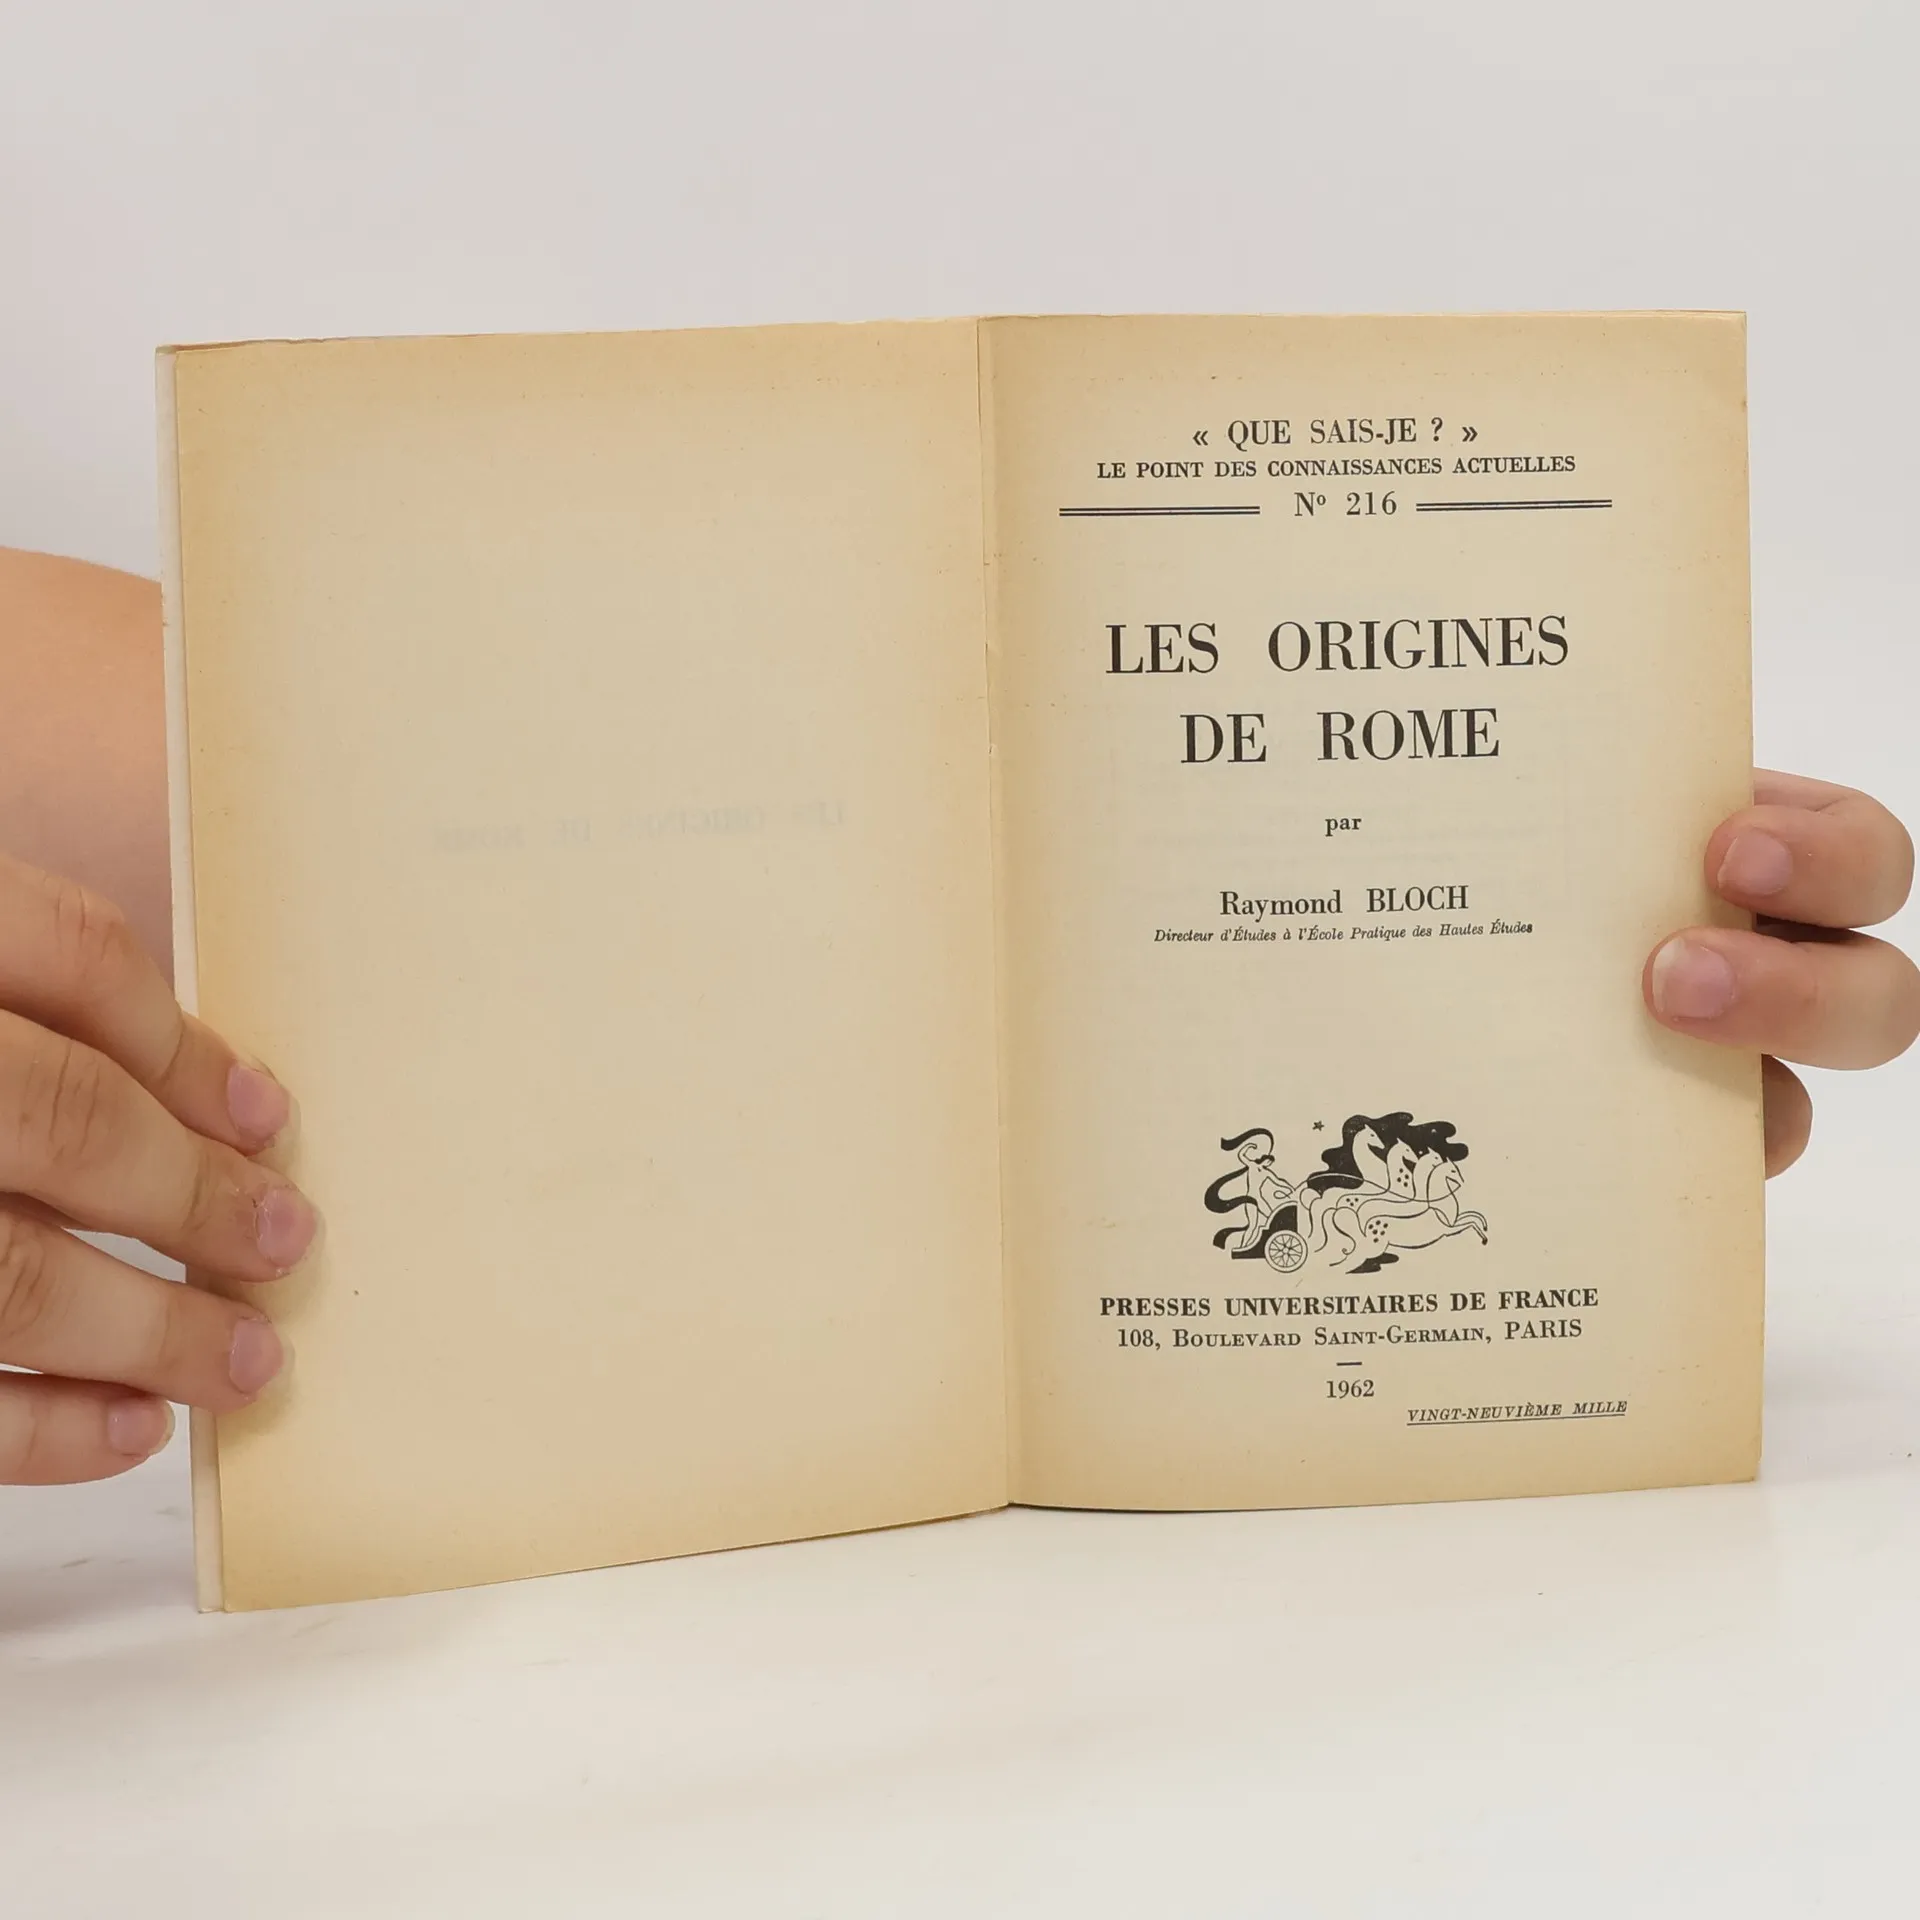 « QUE SAIS-JE ? »
LE POINT DES CONNAISSANCES ACTUELLES
Nº 216
LES ORIGINES
DE ROME
par
Raymond BLOCH
Directeur d'Études à l'École Pratique des Hautes Études
PRESSES UNIVERSITAIRES DE FRANCE
108, BOULEVARD SAINT-GERMAIN, PARIS
1962
VINGT-NEUVIÈME MILLE